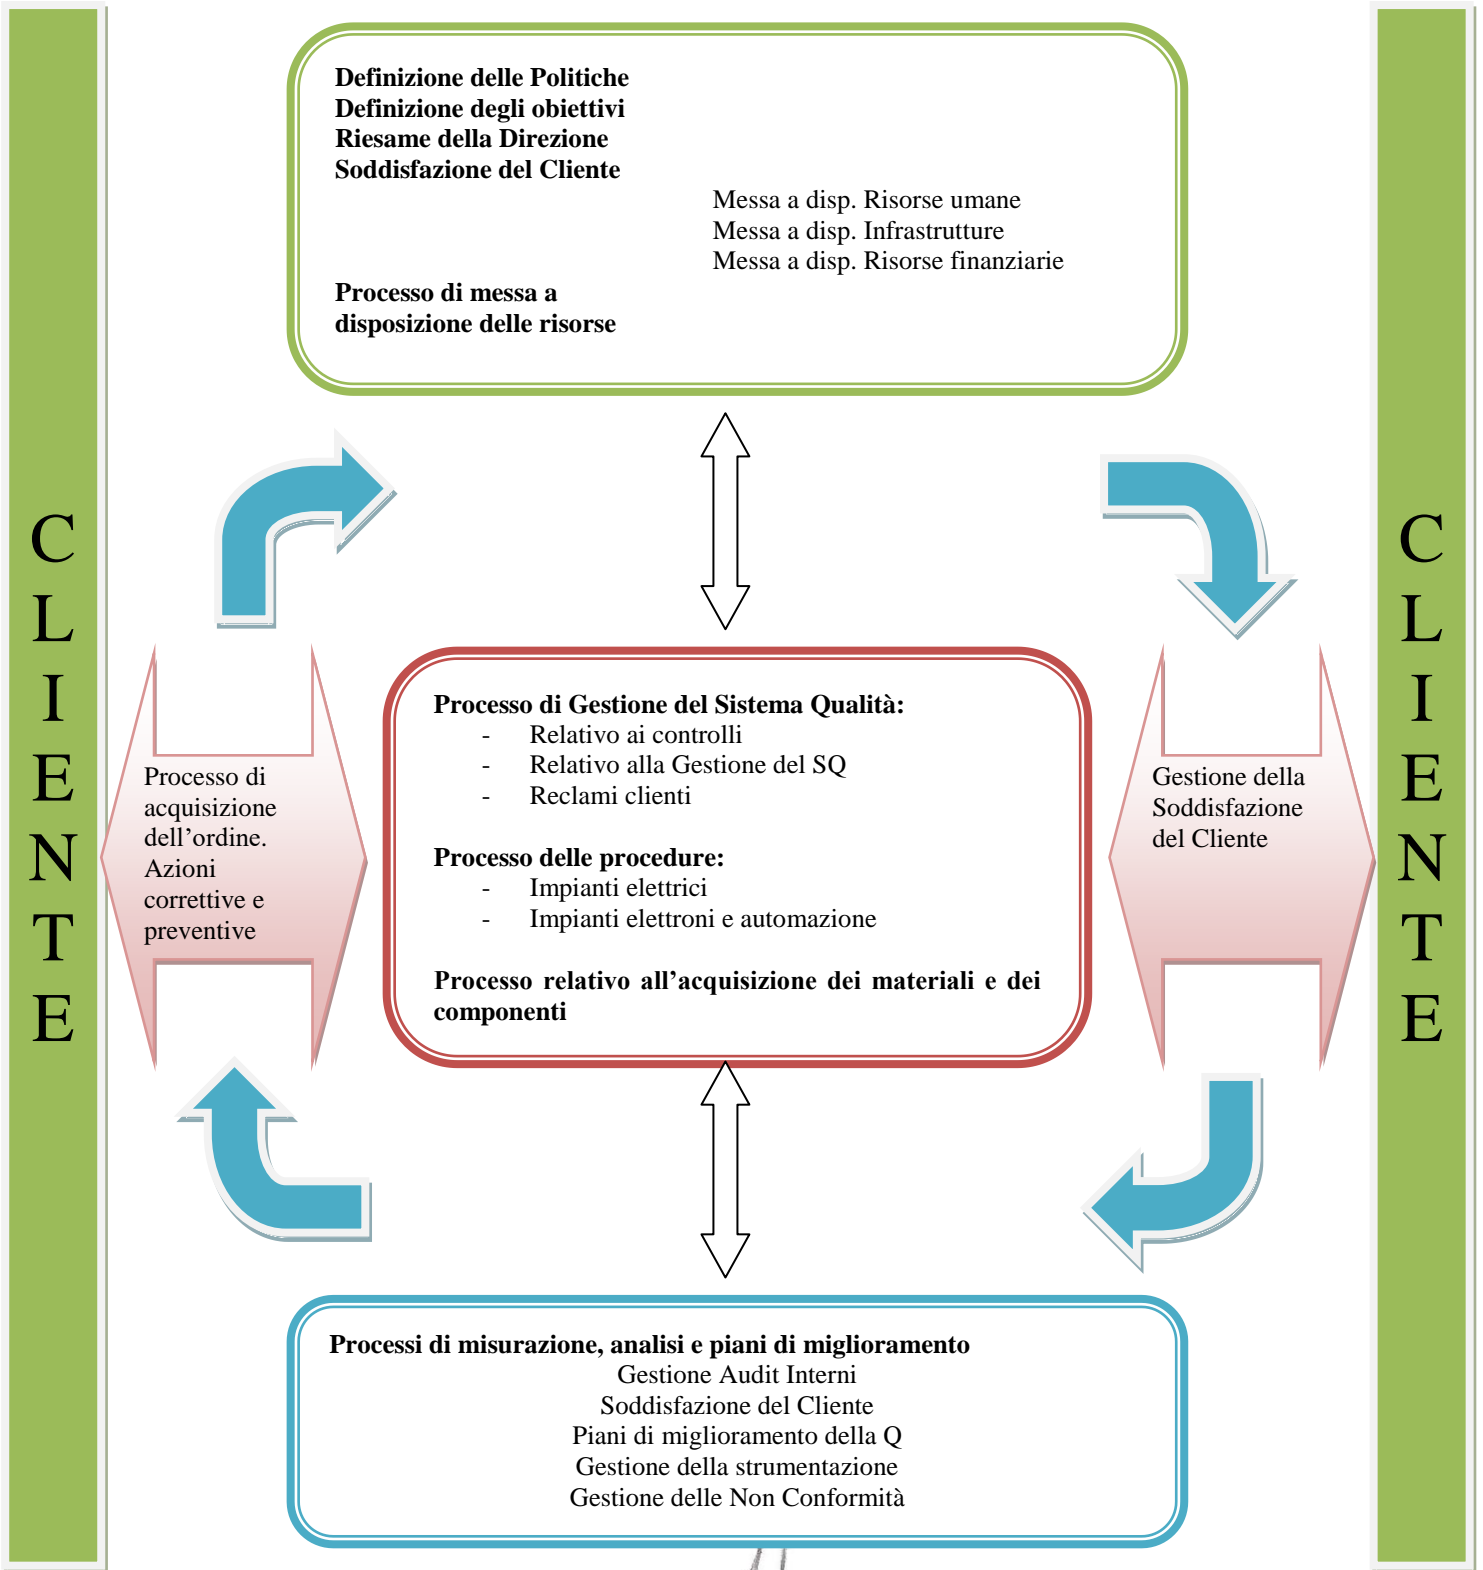 Definizione delle Politiche
Definizione degli obiettivi
Riesame della Direzione
Soddisfazione del Cliente
Messa a disp. Risorse umane
Messa a disp. Infrastrutture
Messa a disp. Risorse finanziarie
Processo di messa a
disposizione delle risorse
C
L
I
E
N
T
E
Processo di
acquisizione
dell’ordine.
Azioni
correttive e
preventive
Processo di Gestione del Sistema Qualità:
- Relativo ai controlli
- Relativo alla Gestione del SQ
- Reclami clienti
Processo delle procedure:
- Impianti elettrici
- Impianti elettroni e automazione
Processo relativo all’acquisizione dei materiali e dei
componenti
Gestione della
Soddisfazione
del Cliente
C
L
I
E
N
T
E
Processi di misurazione, analisi e piani di miglioramento
Gestione Audit Interni
Soddisfazione del Cliente
Piani di miglioramento della Q
Gestione della strumentazione
Gestione delle Non Conformità